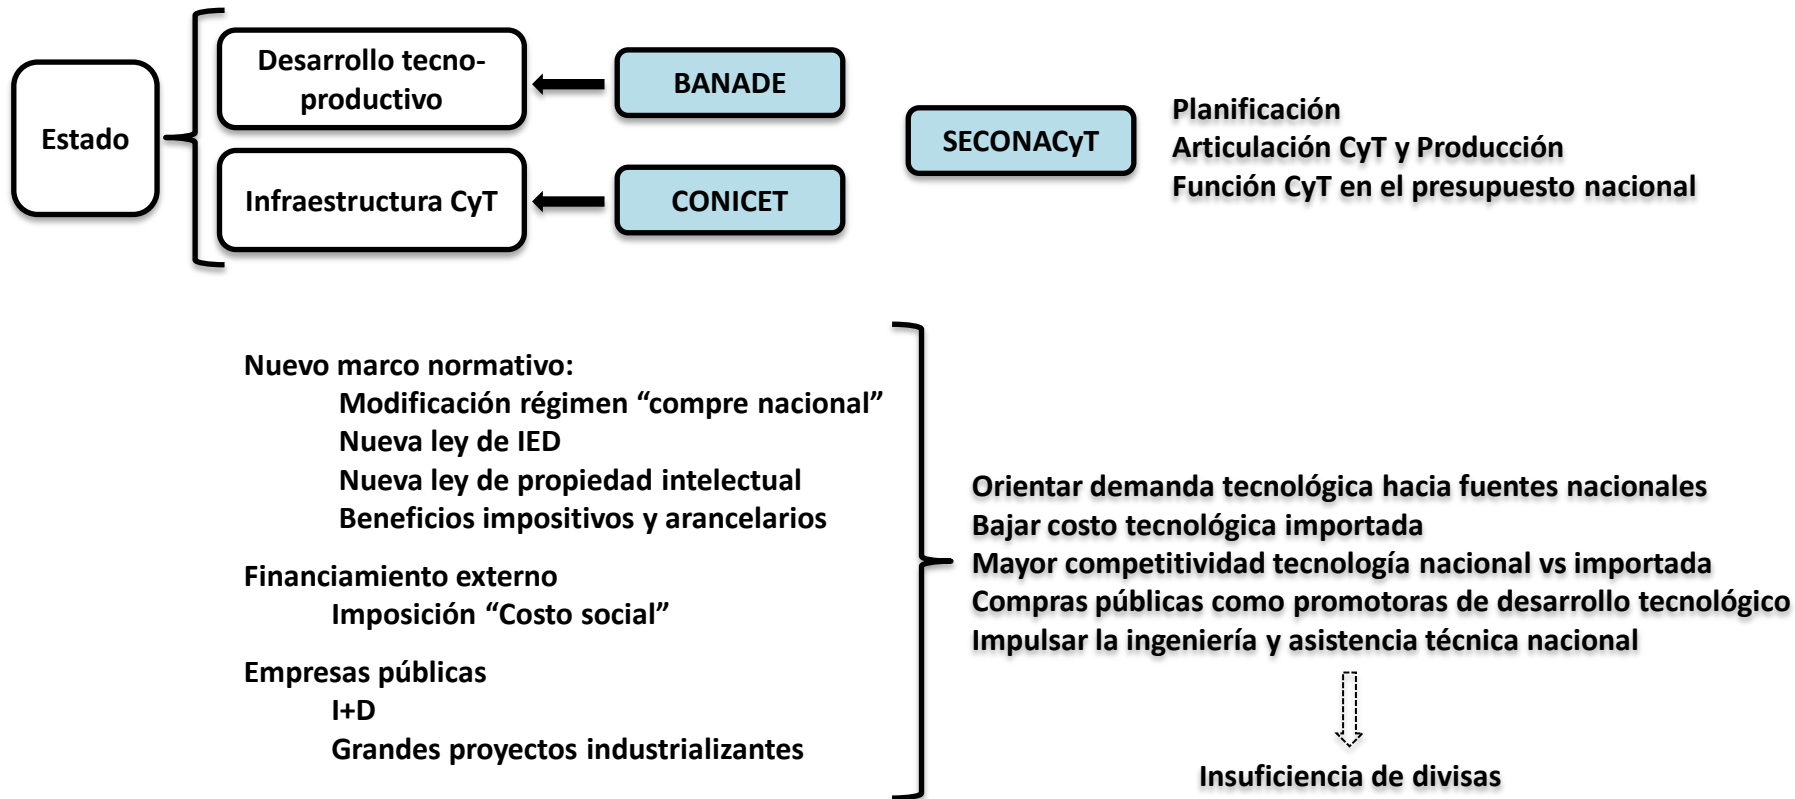 Estado
Desarrollo tecno-
productivo
Infraestructura CyT
BANADE
CONICET
SECONACyT
Planificación
Articulación CyT y Producción
Función CyT en el presupuesto nacional
Nuevo marco normativo:
Modificación régimen “compre nacional”
Nueva ley de IED
Nueva ley de propiedad intelectual
Beneficios impositivos y arancelarios
Financiamiento externo
Imposición “Costo social”
Empresas públicas
I+D
Grandes proyectos industrializantes
Orientar demanda tecnológica hacia fuentes nacionales
Bajar costo tecnológica importada
Mayor competitividad tecnología nacional vs importada
Compras públicas como promotoras de desarrollo tecnológico
Impulsar la ingeniería y asistencia técnica nacional
Insuficiencia de divisas